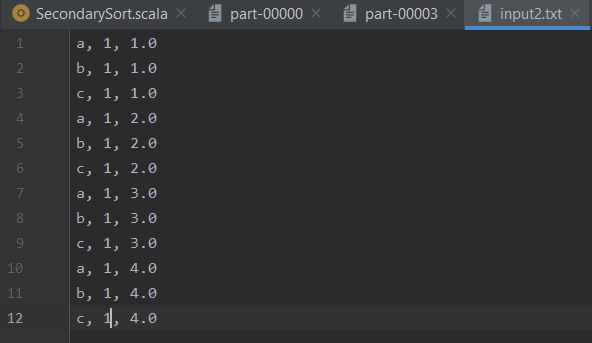 SecondarySort.scala part-00000 part-00003 input2.txt
1 a, 1, 1.0
2 b, 1, 1.0
3 c, 1, 1.0
4 a, 1, 2.0
5 b, 1, 2.0
6 c, 1, 2.0
7 a, 1, 3.0
8 b, 1, 3.0
9 c, 1, 3.0
10 a, 1, 4.0
11 b, 1, 4.0
12 c, 1, 4.0